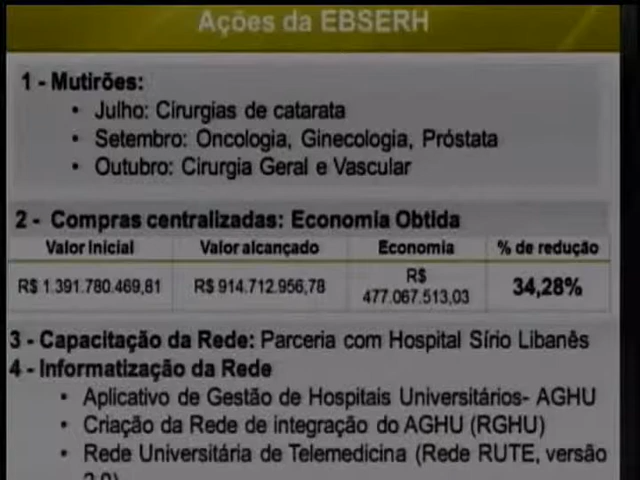 Ações da EBSERH
1 - Mutirões:
• Julho: Cirurgias de catarata
• Setembro: Oncologia, Ginecologia, Próstata
• Outubro: Cirurgia Geral e Vascular
2 - Compras centralizadas: Economia Obtida
Valor Inicial Valor alcançado Economia % de redução
R$ 1.391.780.469,81 R$ 914.712.956,78 R$ 477.067.513,03 34,28%
3 - Capacitação da Rede: Parceria com Hospital Sírio Libanês
4 - Informatização da Rede
• Aplicativo de Gestão de Hospitais Universitários- AGHU
• Criação da Rede de integração do AGHU (RGHU)
• Rede Universitária de Telemedicina (Rede RUTE, versão
2.0)